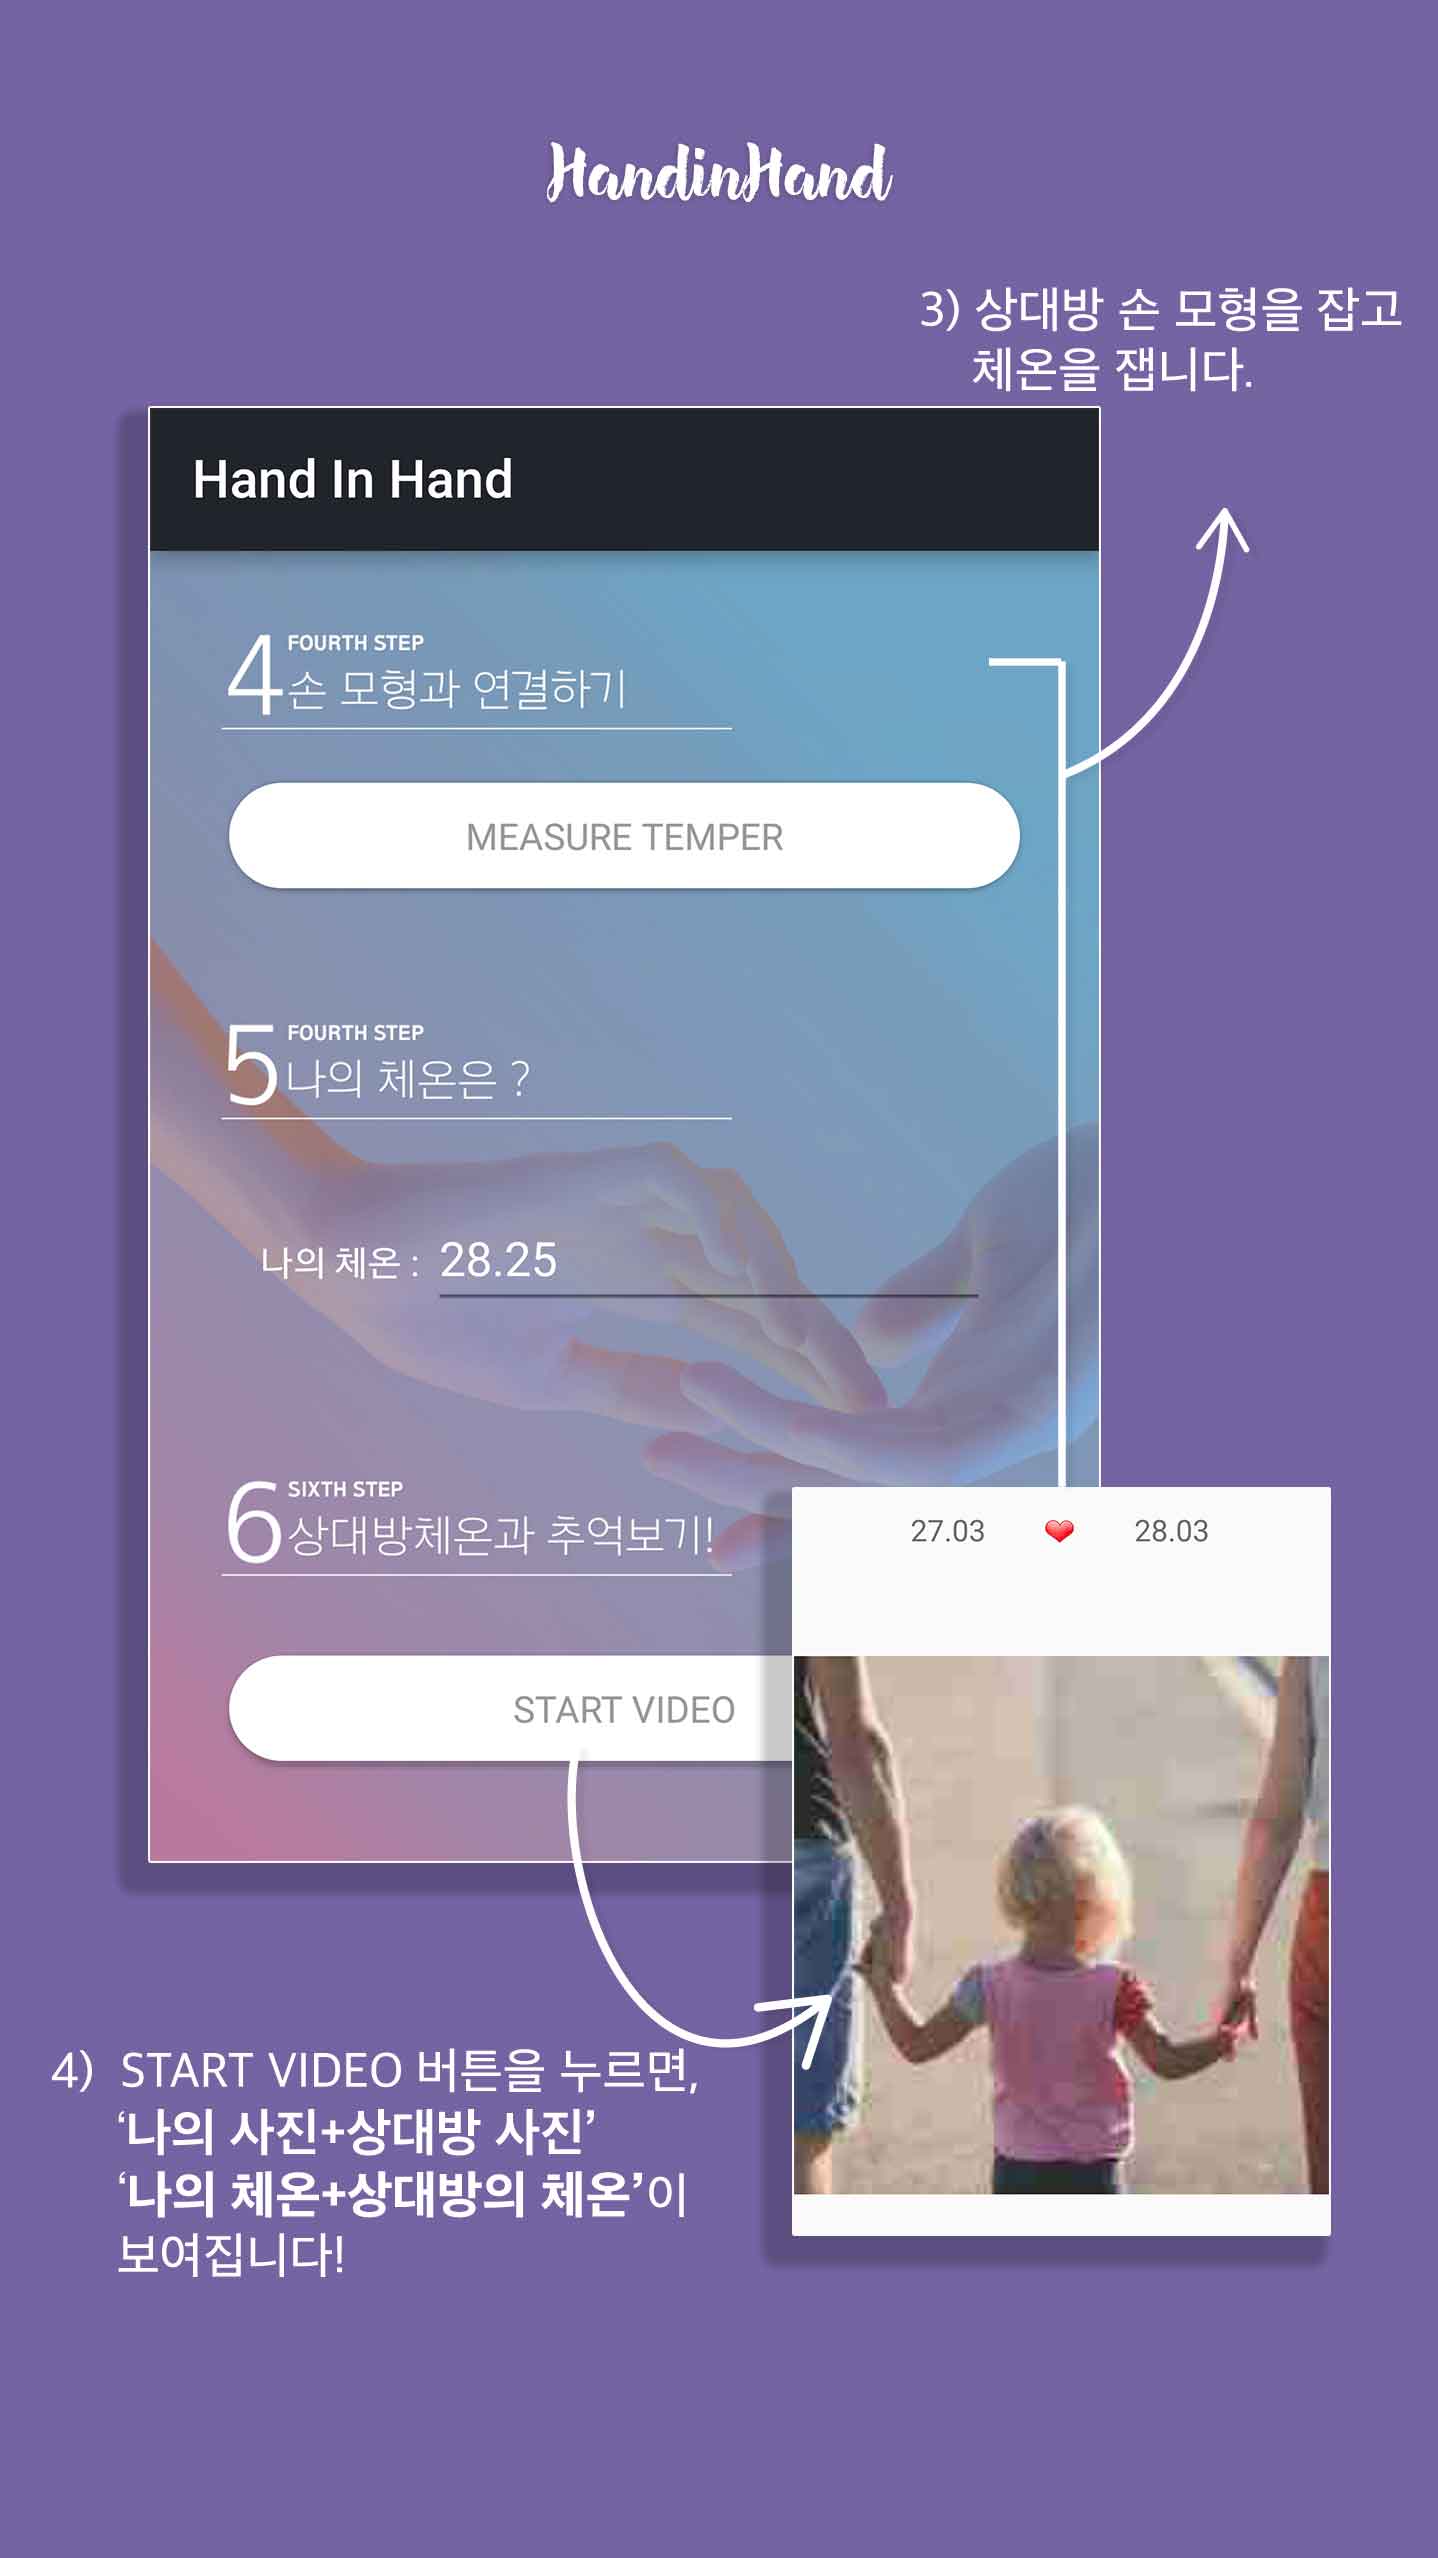 HandinHand
3) 상대방 손 모형을 잡고
체온을 잽니다.
Hand In Hand
4 FOURTH STEP
손 모형과 연결하기
MEASURE TEMPER
5 FOURTH STEP
나의 체온은 ?
나의 체온 : 28.25
6 SIXTH STEP
상대방체온과 추억보기!
27.03 ❤ 28.03
START VIDEO
4) START VIDEO 버튼을 누르면,
‘나의 사진+상대방 사진’
‘나의 체온+상대방의 체온’이
보여집니다!